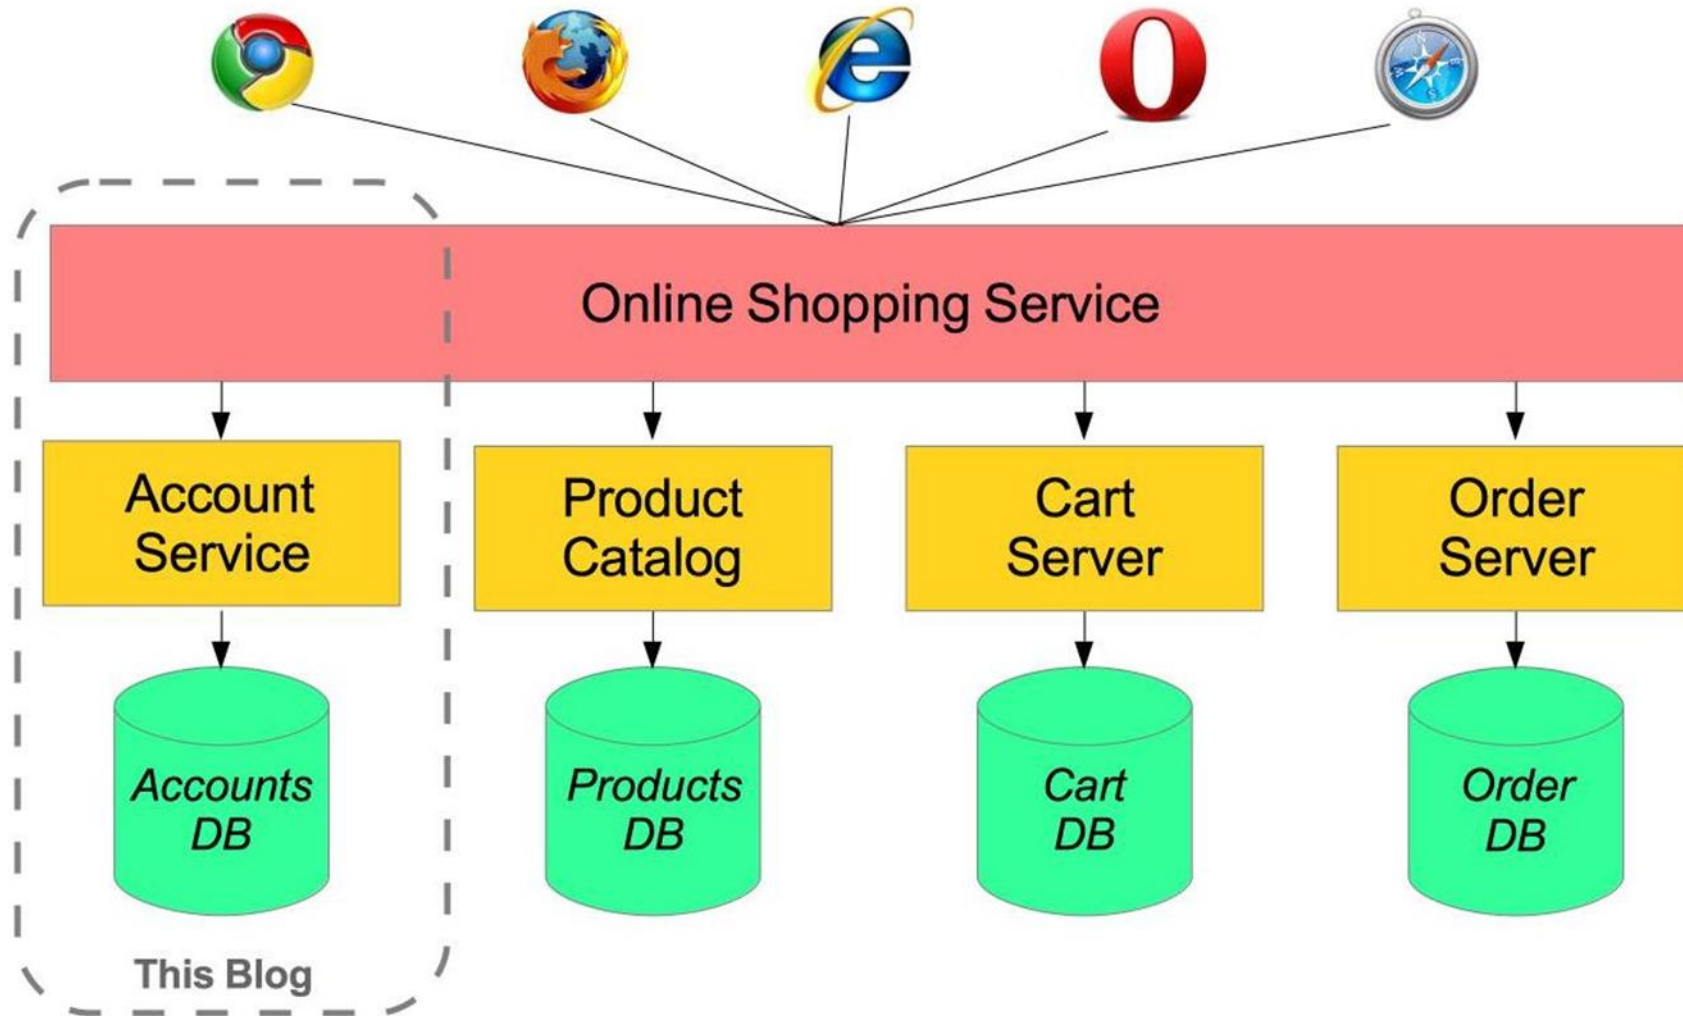 Online Shopping Service
Account
Service
Product
Catalog
Cart
Server
Order
Server
Accounts
DB
Products
DB
Cart
DB
Order
DB
This Blog